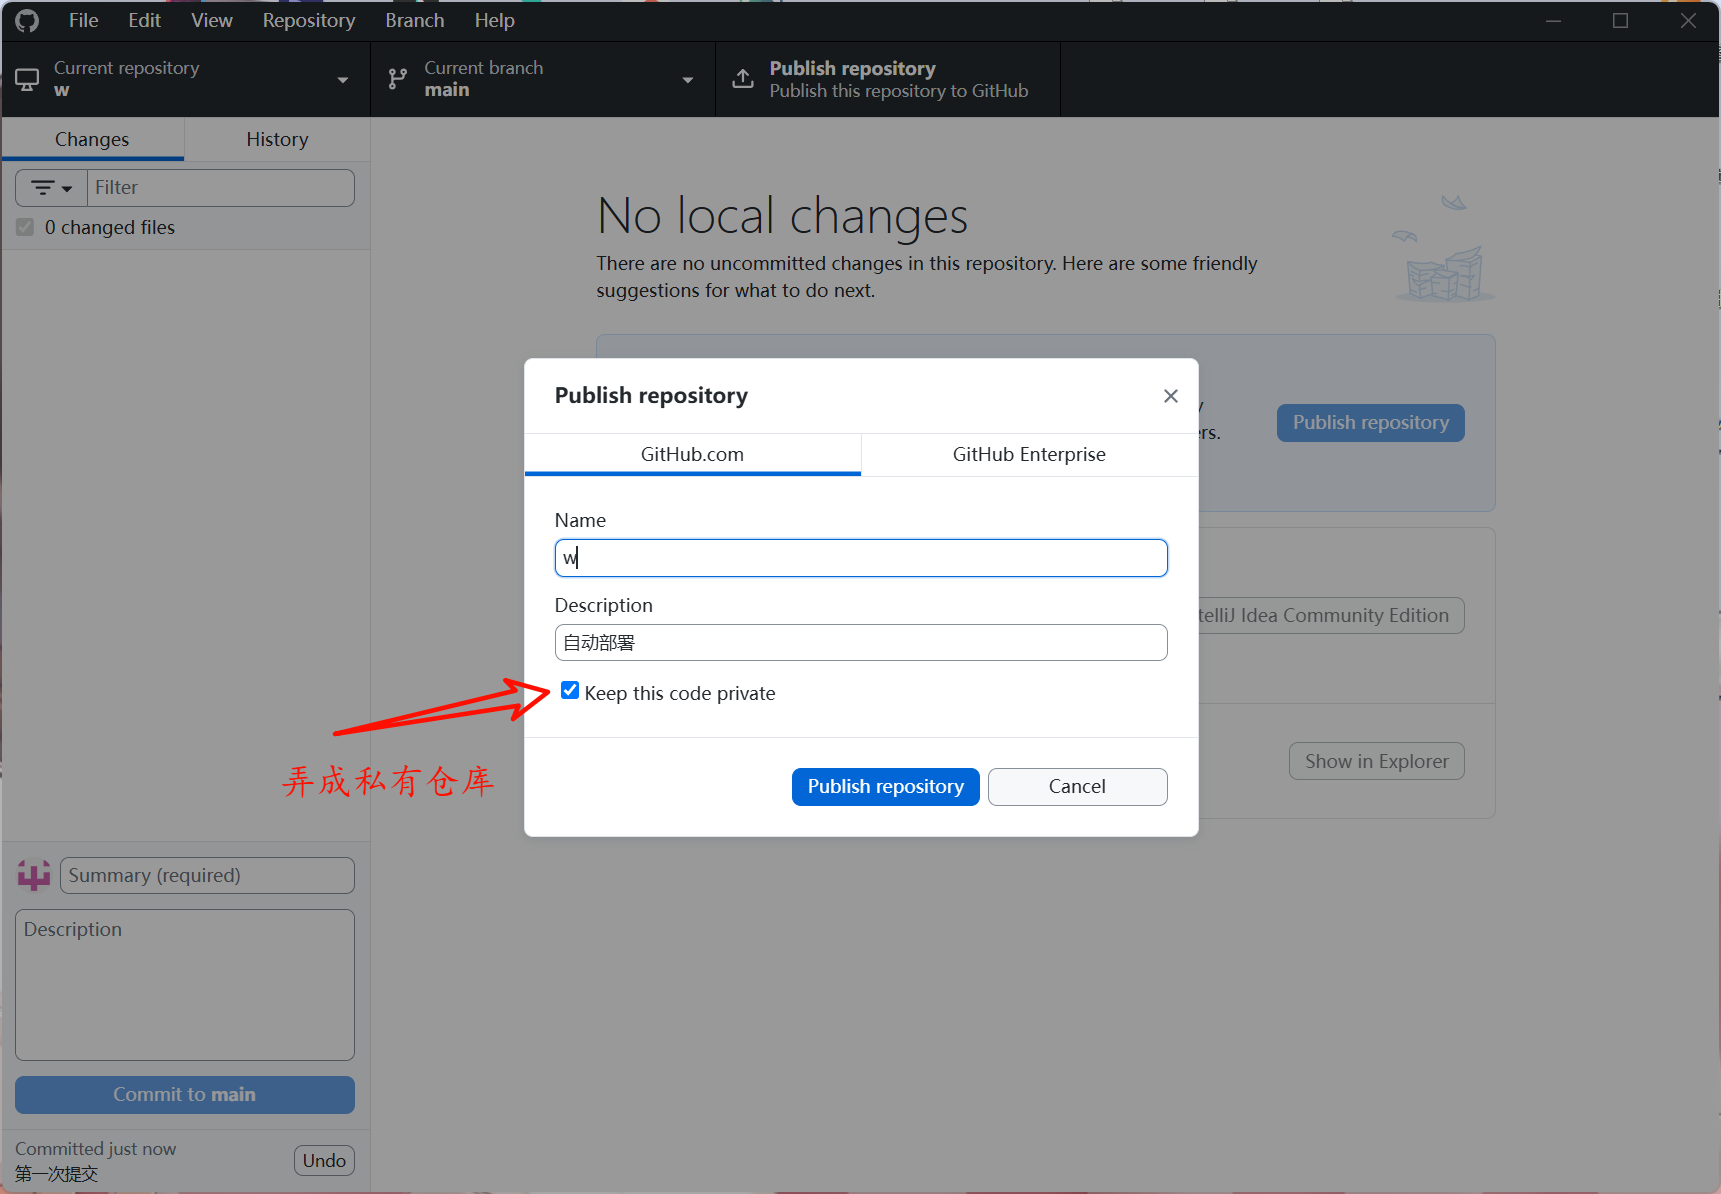 File Edit View Repository Branch Help
Current repository
w
Current branch
main
Publish repository
Publish this repository to GitHub
Changes
History
Filter
0 changed files
No local changes
There are no uncommitted changes in this repository. Here are some friendly
suggestions for what to do next.
rs.
Publish repository
telliJ Idea Community Edition
Show in Explorer
Publish repository
GitHub.com
GitHub Enterprise
Name
w
Description
自动部署
Keep this code private
弄成私有仓库
Publish repository
Cancel
Summary (required)
Description
Commit to main
Committed just now
第一次提交
Undo